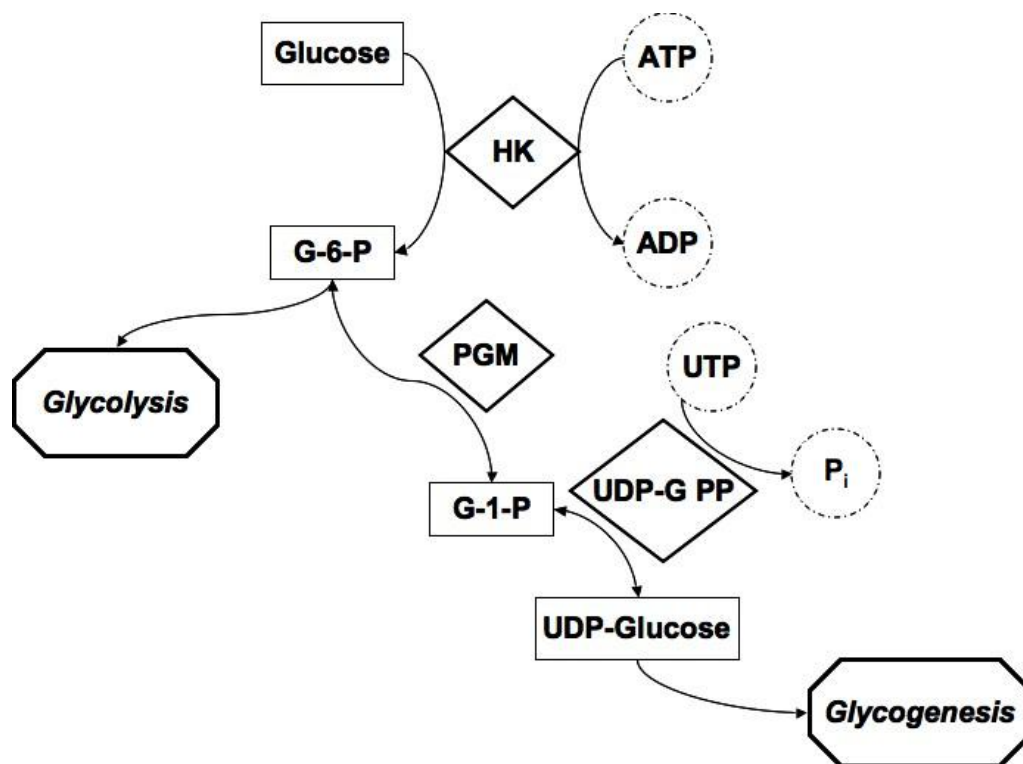 Glucose
ATP
HK
G-6-P
ADP
PGM
UTP
Glycolysis
Pi
UDP-G PP
G-1-P
UDP-Glucose
Glycogenesis